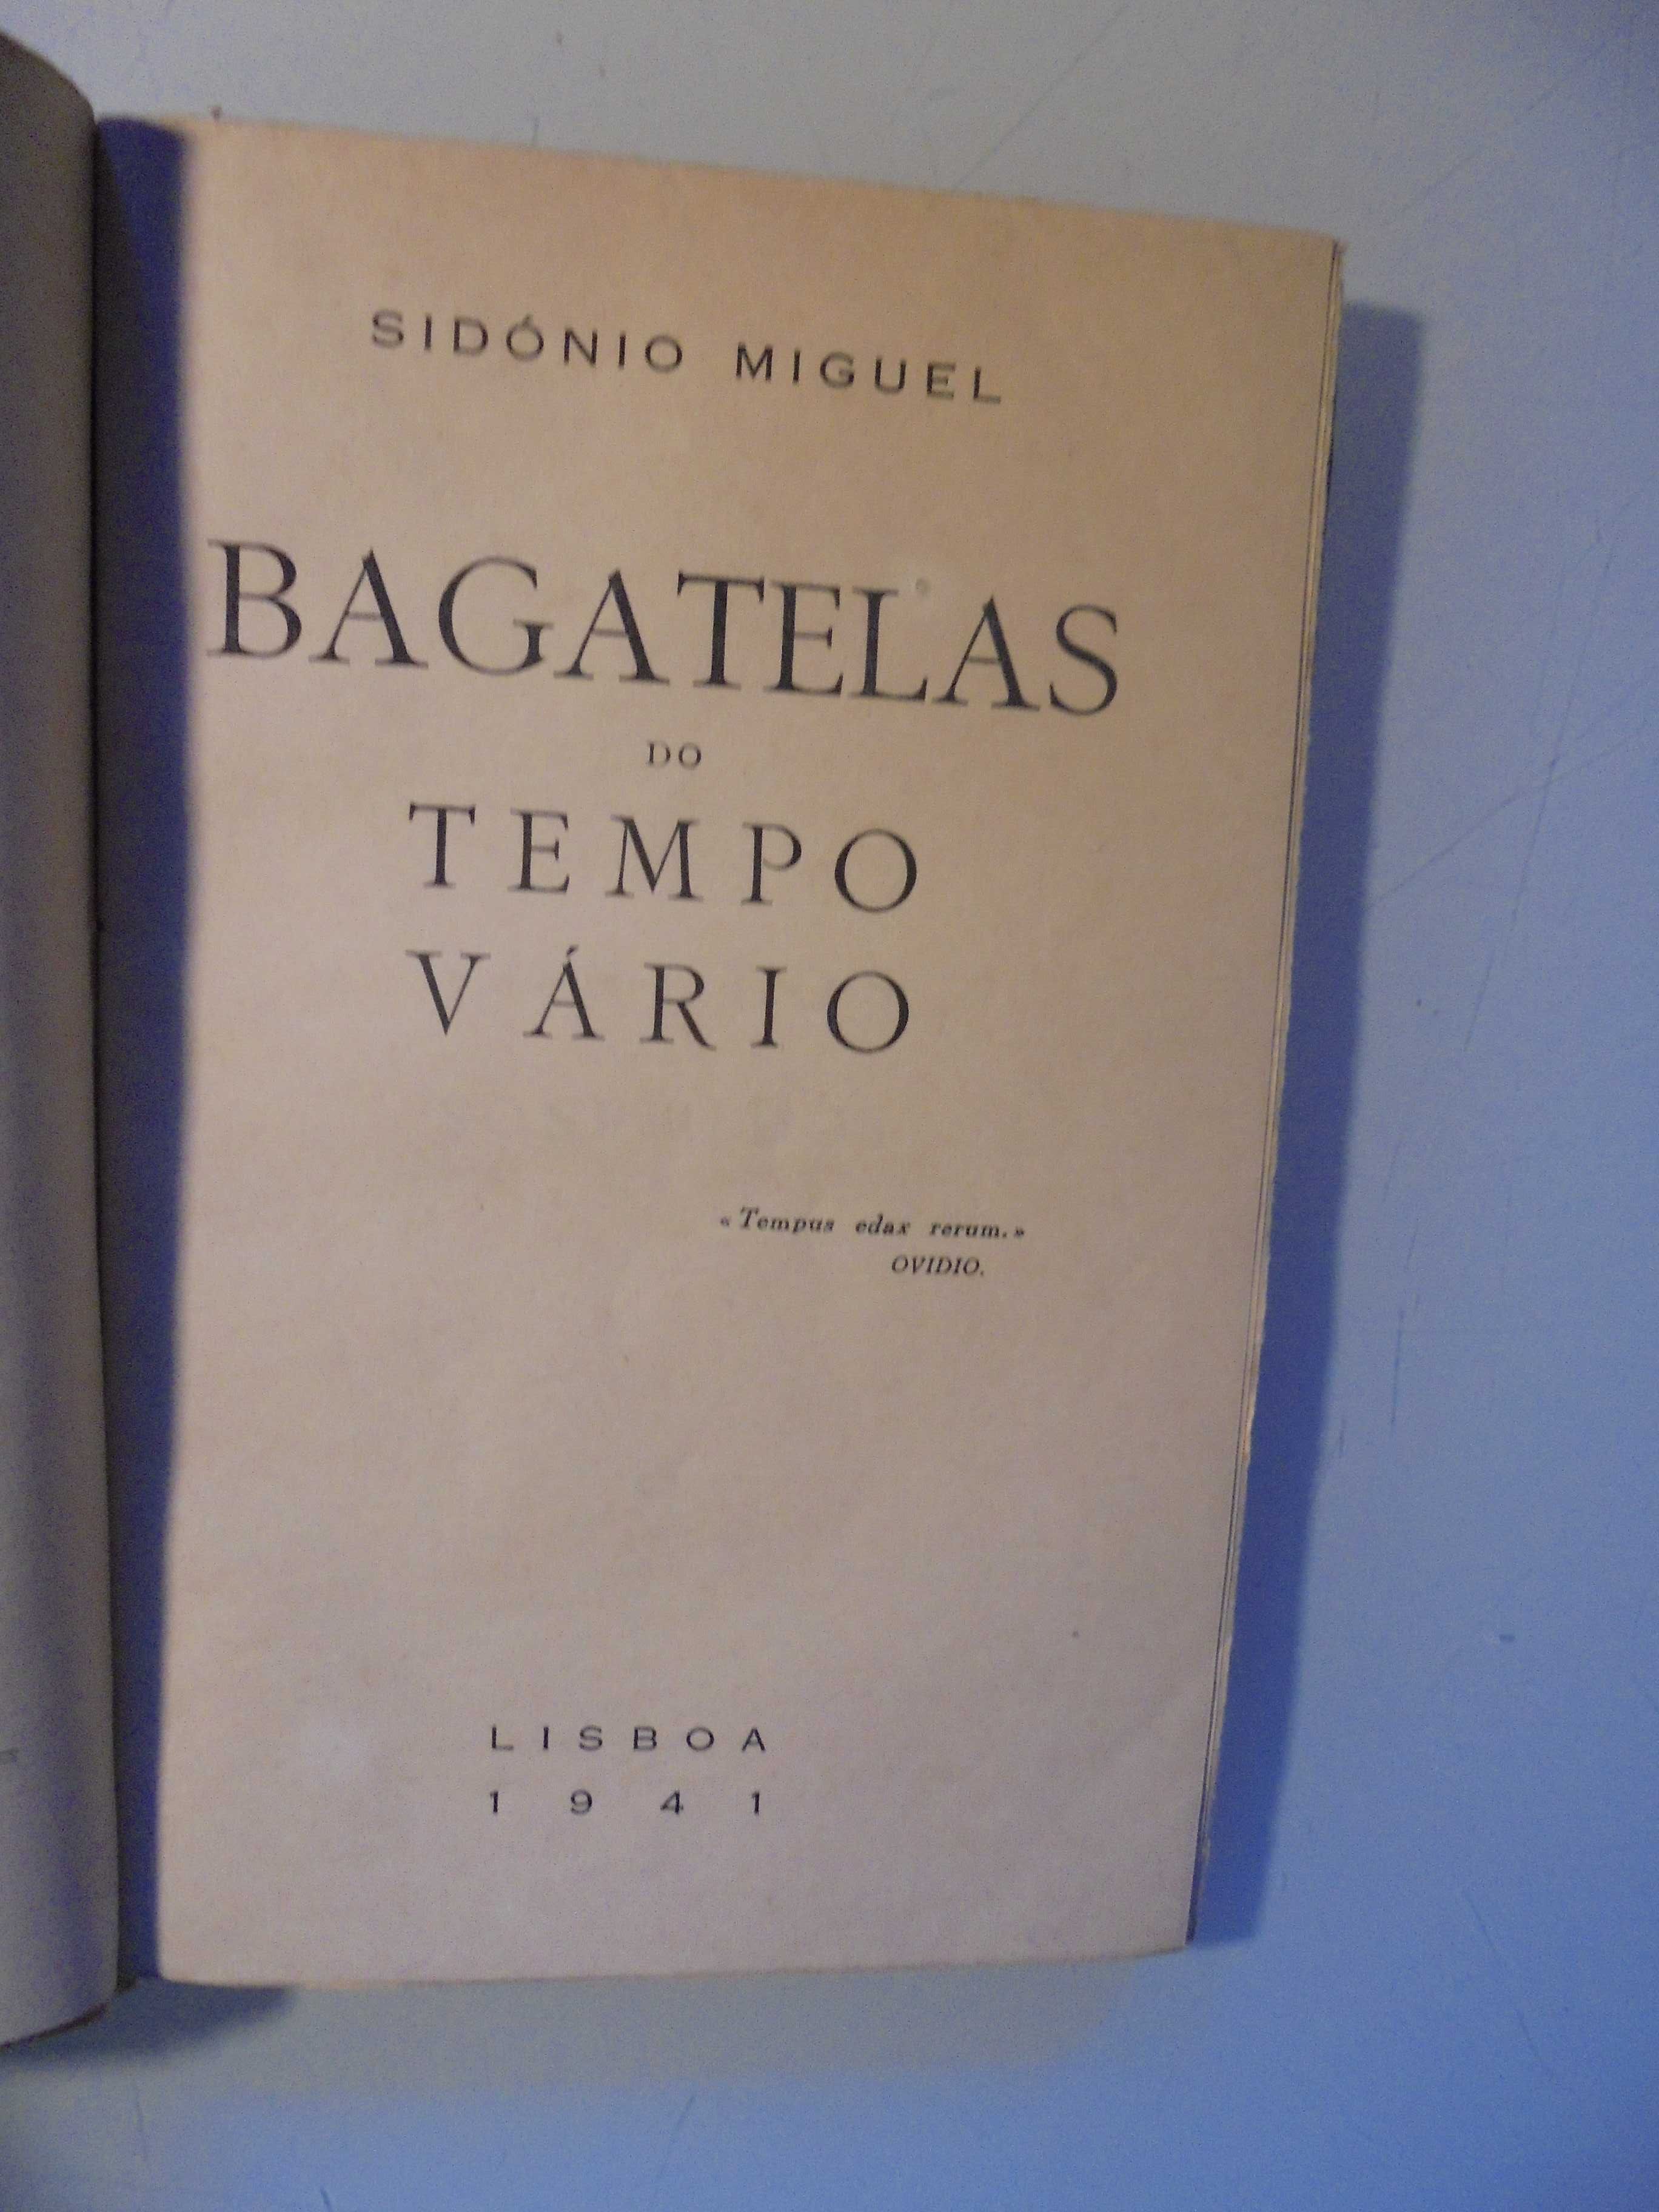 SIDÓNIO MIGUEL
BAGATELAS
DO
TEMPO
VÁRIO
«Tempus edax rerum.»
OVIDIO.
LISBOA
1941